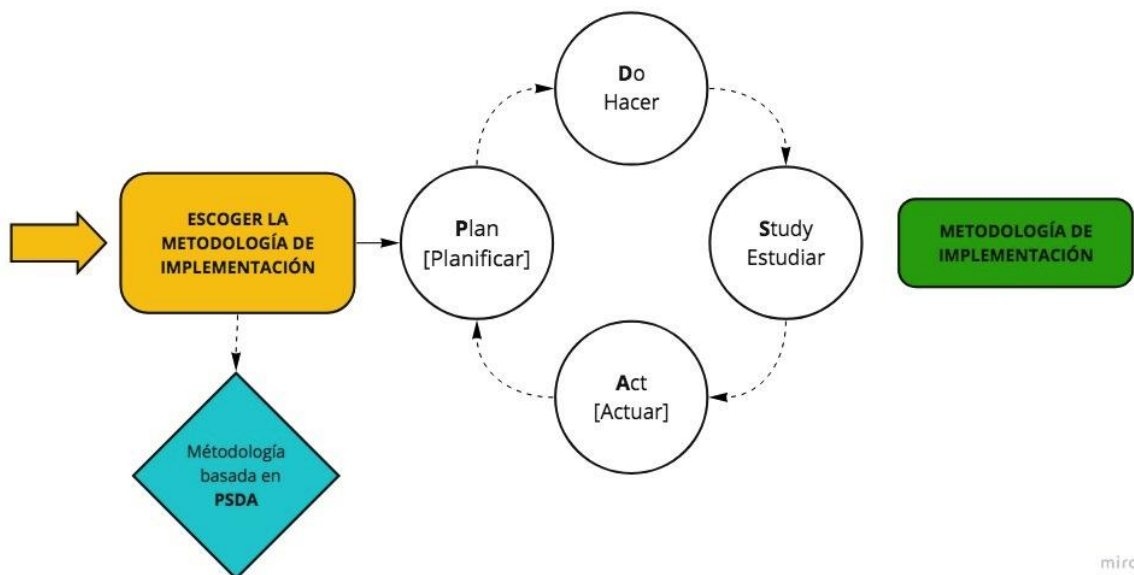 Do
Hacer
ESCOGER LA
METODOLOGÍA DE
IMPLEMENTACIÓN
Plan
[Planificar]
Study
Estudiar
METODOLOGÍA DE
IMPLEMENTACIÓN
Act
[Actuar]
Métodología
basada en
PSDA
miro